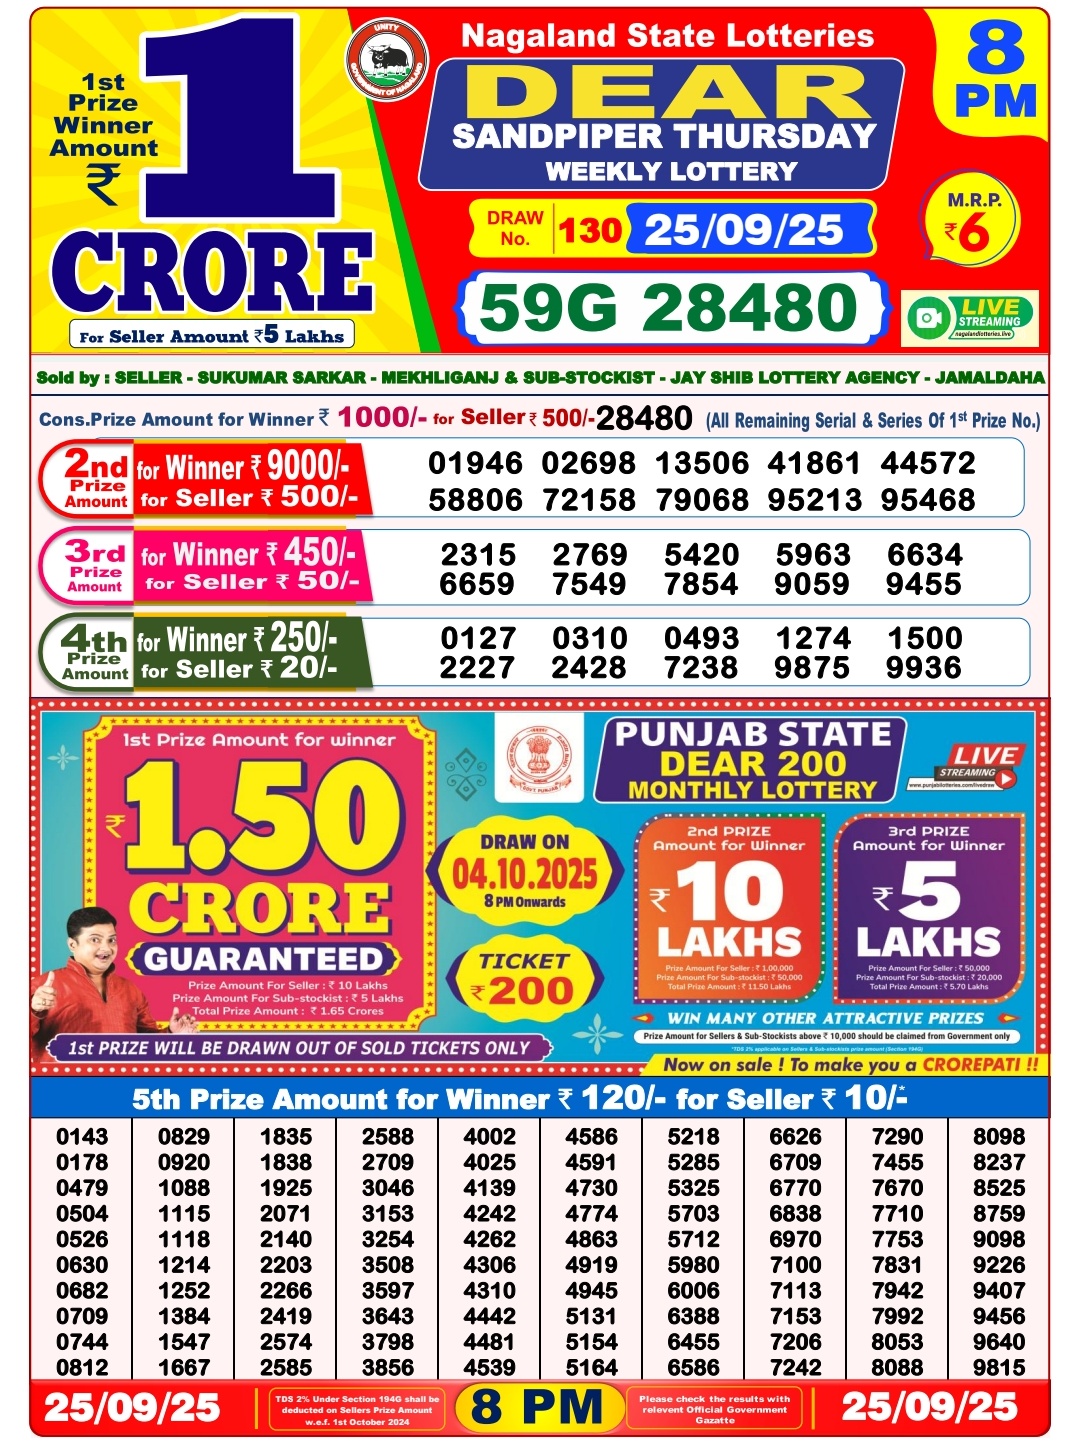 1st
Prize
Winner
Amount
₹
1
CRORE
For Seller Amount ₹5 Lakhs
UNITY
GOVERNMENT OF NAGALAND
Nagaland State Lotteries
DEAR
SANDPIPER THURSDAY
WEEKLY LOTTERY
8
PM
DRAW
No.
130
25/09/25
M.R.P.
₹6
59G 28480
LIVE
STREAMING
nagalandlotteries.live
Sold by : SELLER - SUKUMAR SARKAR - MEKHLIGANJ & SUB-STOCKIST - JAY SHIB LOTTERY AGENCY - JAMALDAHA
Cons.Prize Amount for Winner ₹ 1000/- for Seller ₹ 500/- 28480 (All Remaining Serial & Series Of 1st Prize No.)
2nd
Prize
Amount
for Winner ₹ 9000/-
for Seller ₹ 500/-
01946 02698 13506 41861 44572
58806 72158 79068 95213 95468
3rd
Prize
Amount
for Winner ₹ 450/-
for Seller ₹ 50/-
2315 2769 5420 5963 6634
6659 7549 7854 9059 9455
4th
Prize
Amount
for Winner ₹ 250/-
for Seller ₹ 20/-
0127 0310 0493 1274 1500
2227 2428 7238 9875 9936
1st Prize Amount for winner
₹1.50
CRORE
GUARANTEED
Prize Amount For Seller : ₹ 10 Lakhs
Prize Amount For Sub-stockist : ₹ 5 Lakhs
Total Prize Amount : ₹ 1.65 Crores
1st PRIZE WILL BE DRAWN OUT OF SOLD TICKETS ONLY
GOVT. PUNJAB
PUNJAB STATE
DEAR 200
MONTHLY LOTTERY
LIVE
STREAMING
www.punjablotteries.com/livedraw
DRAW ON
04.10.2025
8 PM Onwards
TICKET
₹200
2nd PRIZE
Amount for Winner
₹10
LAKHS
Prize Amount For Seller : ₹ 1,00,000
Prize Amount For Sub-stockist : ₹ 50,000
Total Prize Amount : ₹ 11.50 Lakhs
3rd PRIZE
Amount for Winner
₹5
LAKHS
Prize Amount For Seller : ₹ 50,000
Prize Amount For Sub-stockist : ₹ 20,000
Total Prize Amount : ₹ 5.70 Lakhs
WIN MANY OTHER ATTRACTIVE PRIZES
Prize Amount for Sellers & Sub-Stockists above ₹ 10,000 should be claimed from Government only
*TDS 2% applicable on Sellers & Sub-stockists prize amount (Section 194G)
Now on sale ! To make you a CROREPATI !!
5th Prize Amount for Winner ₹ 120/- for Seller ₹ 10/-*
0143 0829 1835 2588 4002 4586 5218 6626 7290 8098
0178 0920 1838 2709 4025 4591 5285 6709 7455 8237
0479 1088 1925 3046 4139 4730 5325 6770 7670 8525
0504 1115 2071 3153 4242 4774 5703 6838 7710 8759
0526 1118 2140 3254 4262 4863 5712 6970 7753 9098
0630 1214 2203 3508 4306 4919 5980 7100 7831 9226
0682 1252 2266 3597 4310 4945 6006 7113 7942 9407
0709 1384 2419 3643 4442 5131 6388 7153 7992 9456
0744 1547 2574 3798 4481 5154 6455 7206 8053 9640
0812 1667 2585 3856 4539 5164 6586 7242 8088 9815
25/09/25
TDS 2% Under Section 194G shall be
deducted on Sellers Prize Amount
w.e.f. 1st October 2024
8 PM
Please check the results with
relevent Official Government
Gazatte
25/09/25